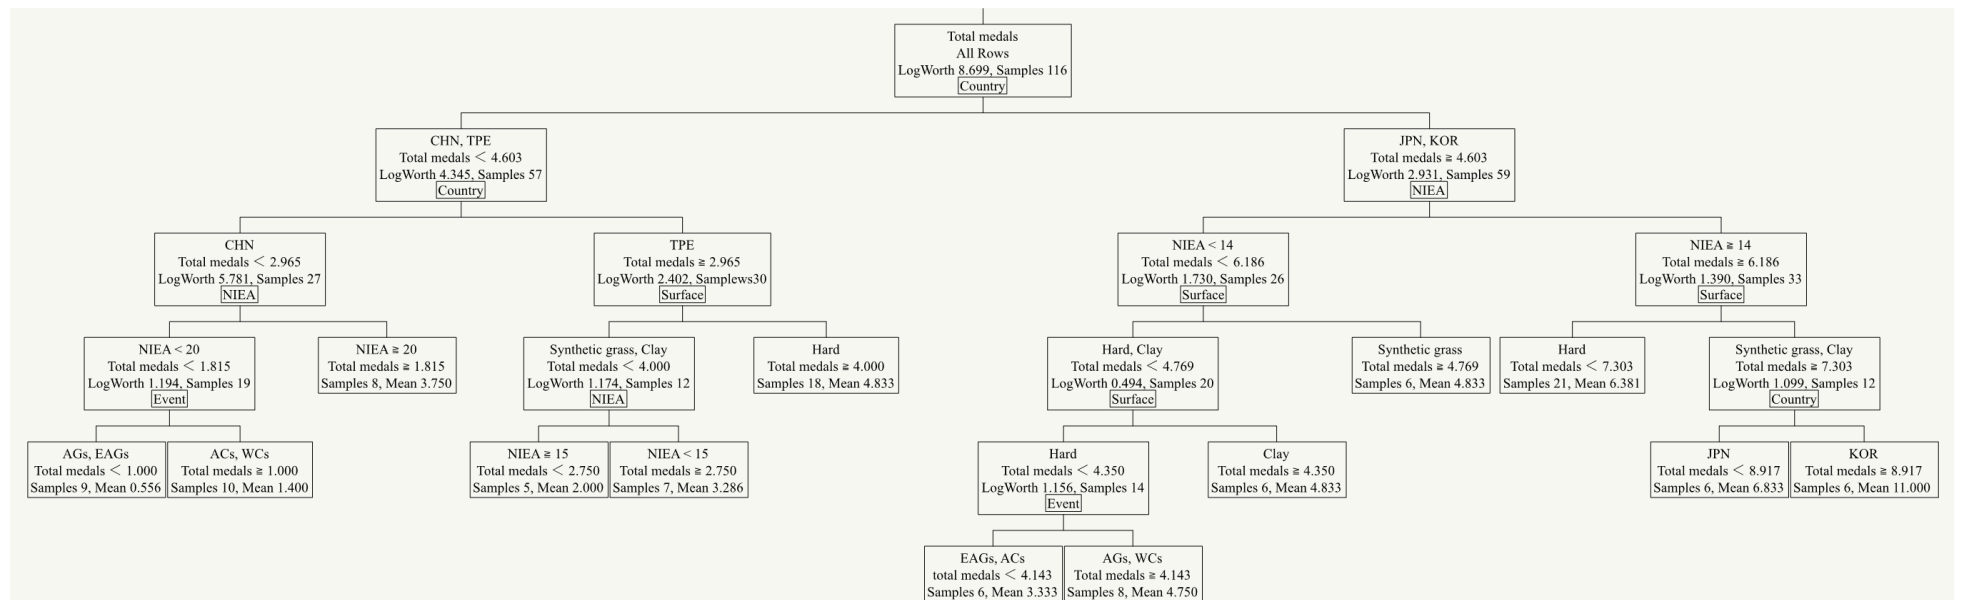 Total medals
All Rows
LogWorth 8.699, Samples 116
Country
CHN, TPE
Total medals < 4.603
LogWorth 4.345, Samples 57
Country
JPN, KOR
Total medals ≧ 4.603
LogWorth 2.931, Samples 59
NIEA
CHN
Total medals < 2.965
LogWorth 5.781, Samples 27
NIEA
TPE
Total medals ≧ 2.965
LogWorth 2.402, Samplews30
Surface
NIEA < 14
Total medals < 6.186
LogWorth 1.730, Samples 26
Surface
NIEA ≧ 14
Total medals ≧ 6.186
LogWorth 1.390, Samples 33
Surface
NIEA < 20
Total medals < 1.815
LogWorth 1.194, Samples 19
Event
NIEA ≧ 20
Total medals ≧ 1.815
Samples 8, Mean 3.750
Synthetic grass, Clay
Total medals < 4.000
LogWorth 1.174, Samples 12
NIEA
Hard
Total medals ≧ 4.000
Samples 18, Mean 4.833
Hard, Clay
Total medals < 4.769
LogWorth 0.494, Samples 20
Surface
Synthetic grass
Total medals ≧ 4.769
Samples 6, Mean 4.833
Hard
Total medals < 7.303
Samples 21, Mean 6.381
Synthetic grass, Clay
Total medals ≧ 7.303
LogWorth 1.099, Samples 12
Country
AGs, EAGs
Total medals < 1.000
Samples 9, Mean 0.556
ACs, WCs
Total medals ≧ 1.000
Samples 10, Mean 1.400
NIEA ≧ 15
Total medals < 2.750
Samples 5, Mean 2.000
NIEA < 15
Total medals ≧ 2.750
Samples 7, Mean 3.286
Hard
Total medals < 4.350
LogWorth 1.156, Samples 14
Event
Clay
Total medals ≧ 4.350
Samples 6, Mean 4.833
JPN
Total medals < 8.917
Samples 6, Mean 6.833
KOR
Total medals ≧ 8.917
Samples 6, Mean 11.000
EAGs, ACs
total medals < 4.143
Samples 6, Mean 3.333
AGs, WCs
Total medals ≧ 4.143
Samples 8, Mean 4.750